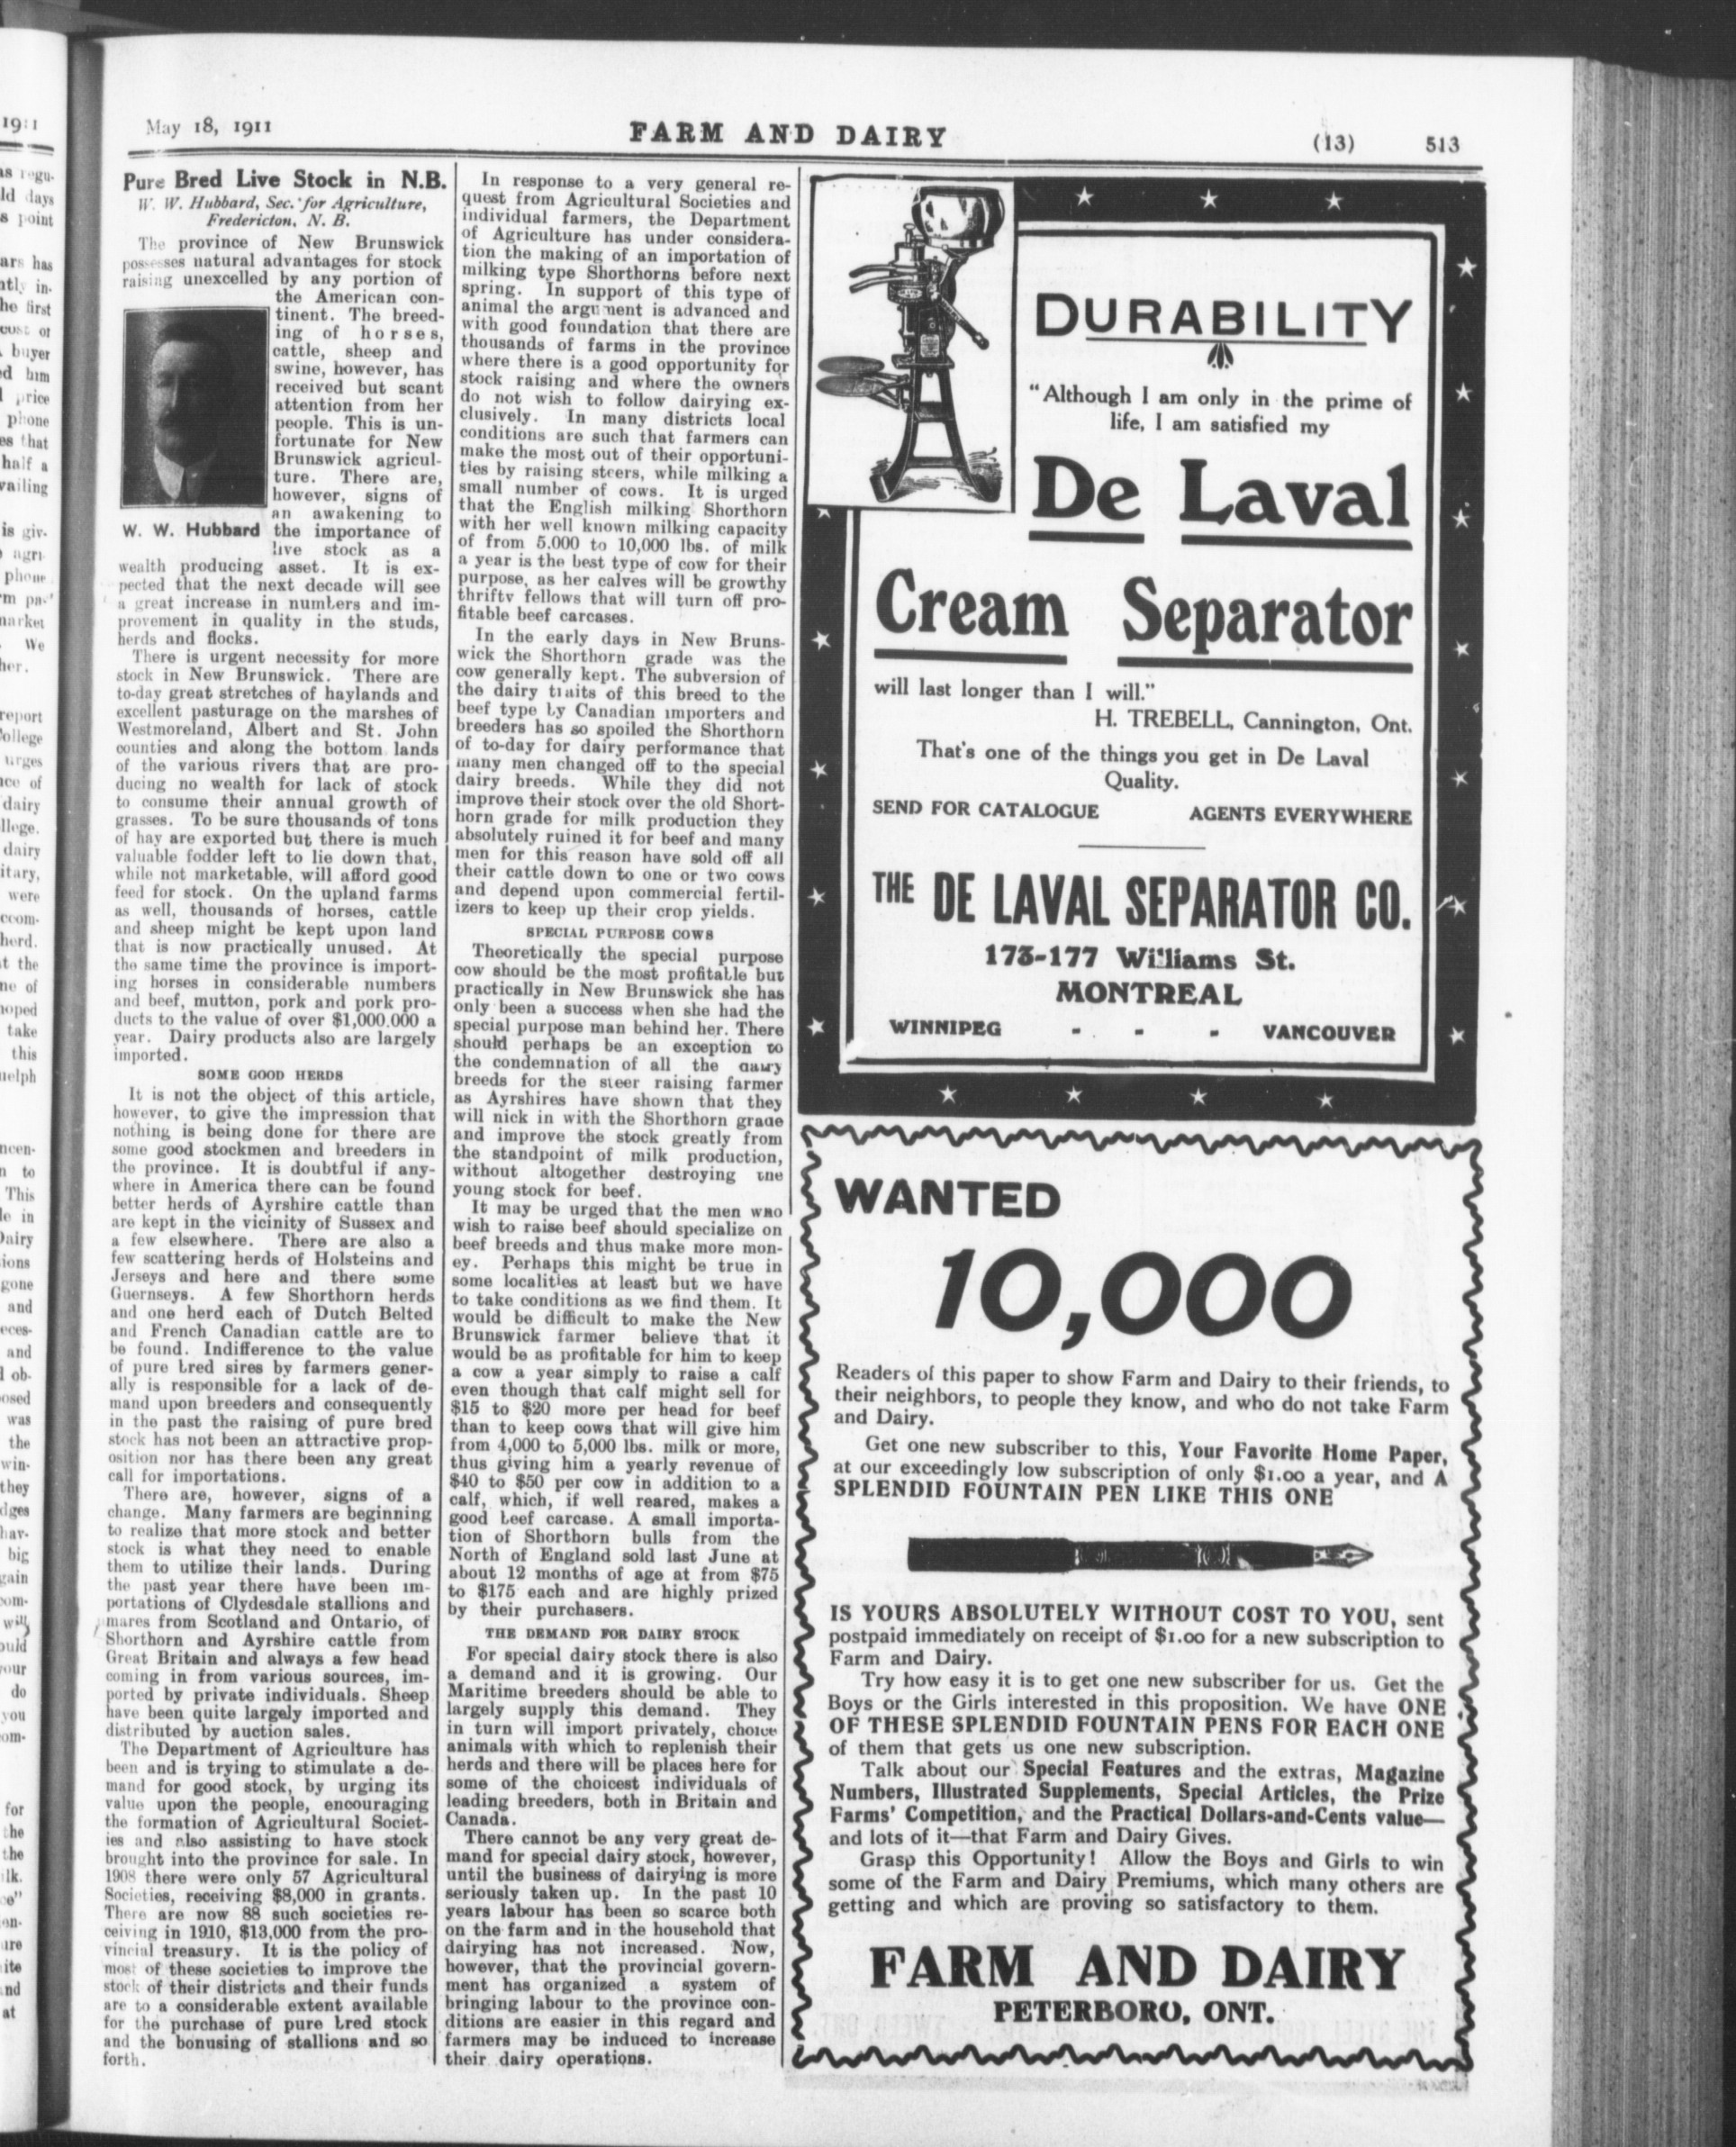 May 18, 1911
FARM AND DAIRY
(13) 513
Pure Bred Live Stock in N.B.
W. W. Hubbard, Sec. for Agriculture,
Fredericton, N. B.
The province of New Brunswick
possesses natural advantages for stock
raising unexcelled by any portion of
the American con-
tinent. The breed-
ing of horses,
cattle, sheep and
swine, however, has
received but scant
attention from her
people. This is un-
fortunate for New
Brunswick agricul-
ture. There are,
however, signs of
an awakening to
the importance of
live stock as a
W. W. Hubbard
wealth producing asset. It is ex-
pected that the next decade will see
a great increase in numbers and im-
provement in quality in the studs,
herds and flocks.
There is urgent necessity for more
stock in New Brunswick. There are
to-day great stretches of haylands and
excellent pasturage on the marshes of
Westmoreland, Albert and St. John
counties and along the bottom lands
of the various rivers that are pro-
ducing no wealth for lack of stock
to consume their annual growth of
grasses. To be sure thousands of tons
of hay are exported but there is much
valuable fodder left to lie down that,
while not marketable, will afford good
feed for stock. On the upland farms
as well, thousands of horses, cattle
and sheep might be kept upon land
that is now practically unused. At
the same time the province is import-
ing horses in considerable numbers
and beef, mutton, pork and pork pro-
ducts to the value of over $1,000.000 a
year. Dairy products also are largely
imported.
SOME GOOD HERDS
It is not the object of this article,
however, to give the impression that
nothing is being done for there are
some good stockmen and breeders in
the province. It is doubtful if any-
where in America there can be found
better herds of Ayrshire cattle than
are kept in the vicinity of Sussex and
a few elsewhere. There are also a
few scattering herds of Holsteins and
Jerseys and here and there some
Guernseys. A few Shorthorn herds
and one herd each of Dutch Belted
and French Canadian cattle are to
be found. Indifference to the value
of pure bred sires by farmers gener-
ally is responsible for a lack of de-
mand upon breeders and consequently
in the past the raising of pure bred
stock has not been an attractive prop-
osition nor has there been any great
call for importations.
There are, however, signs of a
change. Many farmers are beginning
to realize that more stock and better
stock is what they need to enable
them to utilize their lands. During
the past year there have been im-
portations of Clydesdale stallions and
mares from Scotland and Ontario, of
Shorthorn and Ayrshire cattle from
Great Britain and always a few head
coming in from various sources, im-
ported by private individuals. Sheep
have been quite largely imported and
distributed by auction sales.
The Department of Agriculture has
been and is trying to stimulate a de-
mand for good stock, by urging its
value upon the people, encouraging
the formation of Agricultural Societ-
ies and also assisting to have stock
brought into the province for sale. In
1908 there were only 57 Agricultural
Societies, receiving $8,000 in grants.
There are now 88 such societies re-
ceiving in 1910, $13,000 from the pro-
vincial treasury. It is the policy of
most of these societies to improve the
stock of their districts and their funds
are to a considerable extent available
for the purchase of pure bred stock
and the bonusing of stallions and so
forth.
In response to a very general re-
quest from Agricultural Societies and
individual farmers, the Department
of Agriculture has under considera-
tion the making of an importation of
milking type Shorthorns before next
spring. In support of this type of
animal the argument is advanced and
with good foundation that there are
thousands of farms in the province
where there is a good opportunity for
stock raising and where the owners
do not wish to follow dairying ex-
clusively. In many districts local
conditions are such that farmers can
make the most out of their opportuni-
ties by raising steers, while milking a
small number of cows. It is urged
that the English milking Shorthorn
with her well known milking capacity
of from 5.000 to 10,000 lbs. of milk
a year is the best type of cow for their
purpose, as her calves will be growthy
thrifty fellows that will turn off pro-
fitable beef carcases.
In the early days in New Bruns-
wick the Shorthorn grade was the
cow generally kept. The subversion of
the dairy traits of this breed to the
beef type by Canadian importers and
breeders has so spoiled the Shorthorn
of to-day for dairy performance that
many men changed off to the special
dairy breeds. While they did not
improve their stock over the old Short-
horn grade for milk production they
absolutely ruined it for beef and many
men for this reason have sold off all
their cattle down to one or two cows
and depend upon commercial fertil-
izers to keep up their crop yields.
SPECIAL PURPOSE COWS
Theoretically the special purpose
cow should be the most profitable but
practically in New Brunswick she has
only been a success when she had the
special purpose man behind her. There
should perhaps be an exception to
the condemnation of all the dairy
breeds for the steer raising farmer
as Ayrshires have shown that they
will nick in with the Shorthorn grade
and improve the stock greatly from
the standpoint of milk production,
without altogether destroying the
young stock for beef.
It may be urged that the men who
wish to raise beef should specialize on
beef breeds and thus make more mon-
ey. Perhaps this might be true in
some localities at least but we have
to take conditions as we find them. It
would be difficult to make the New
Brunswick farmer believe that it
would be as profitable for him to keep
a cow a year simply to raise a calf
even though that calf might sell for
$15 to $20 more per head for beef
than to keep cows that will give him
from 4,000 to 5,000 lbs. milk or more,
thus giving him a yearly revenue of
$40 to $50 per cow in addition to a
calf, which, if well reared, makes a
good beef carcase. A small importa-
tion of Shorthorn bulls from the
North of England sold last June at
about 12 months of age at from $75
to $175 each and are highly prized
by their purchasers.
THE DEMAND FOR DAIRY STOCK
For special dairy stock there is also
a demand and it is growing. Our
Maritime breeders should be able to
largely supply this demand. They
in turn will import privately, choice
animals with which to replenish their
herds and there will be places here for
some of the choicest individuals of
leading breeders, both in Britain and
Canada.
There cannot be any very great de-
mand for special dairy stock, however,
until the business of dairying is more
seriously taken up. In the past 10
years labour has been so scarce both
on the farm and in the household that
dairying has not increased. Now,
however, that the provincial govern-
ment has organized a system of
bringing labour to the province con-
ditions are easier in this regard and
farmers may be induced to increase
their dairy operations.
DURABILITY
"Although I am only in the prime of
life, I am satisfied my
De Laval
Cream Separator
will last longer than I will."
H. TREBELL, Cannington, Ont.
That's one of the things you get in De Laval
Quality.
SEND FOR CATALOGUE AGENTS EVERYWHERE
THE DE LAVAL SEPARATOR CO.
173-177 Williams St.
MONTREAL
WINNIPEG - - - VANCOUVER
WANTED
10,000
Readers of this paper to show Farm and Dairy to their friends, to
their neighbors, to people they know, and who do not take Farm
and Dairy.
Get one new subscriber to this, Your Favorite Home Paper,
at our exceedingly low subscription of only $1.00 a year, and A
SPLENDID FOUNTAIN PEN LIKE THIS ONE
IS YOURS ABSOLUTELY WITHOUT COST TO YOU, sent
postpaid immediately on receipt of $1.00 for a new subscription to
Farm and Dairy.
Try how easy it is to get one new subscriber for us. Get the
Boys or the Girls interested in this proposition. We have ONE
OF THESE SPLENDID FOUNTAIN PENS FOR EACH ONE
of them that gets us one new subscription.
Talk about our Special Features and the extras, Magazine
Numbers, Illustrated Supplements, Special Articles, the Prize
Farms' Competition, and the Practical Dollars-and-Cents value—
and lots of it—that Farm and Dairy Gives.
Grasp this Opportunity! Allow the Boys and Girls to win
some of the Farm and Dairy Premiums, which many others are
getting and which are proving so satisfactory to them.
FARM AND DAIRY
PETERBORO, ONT.